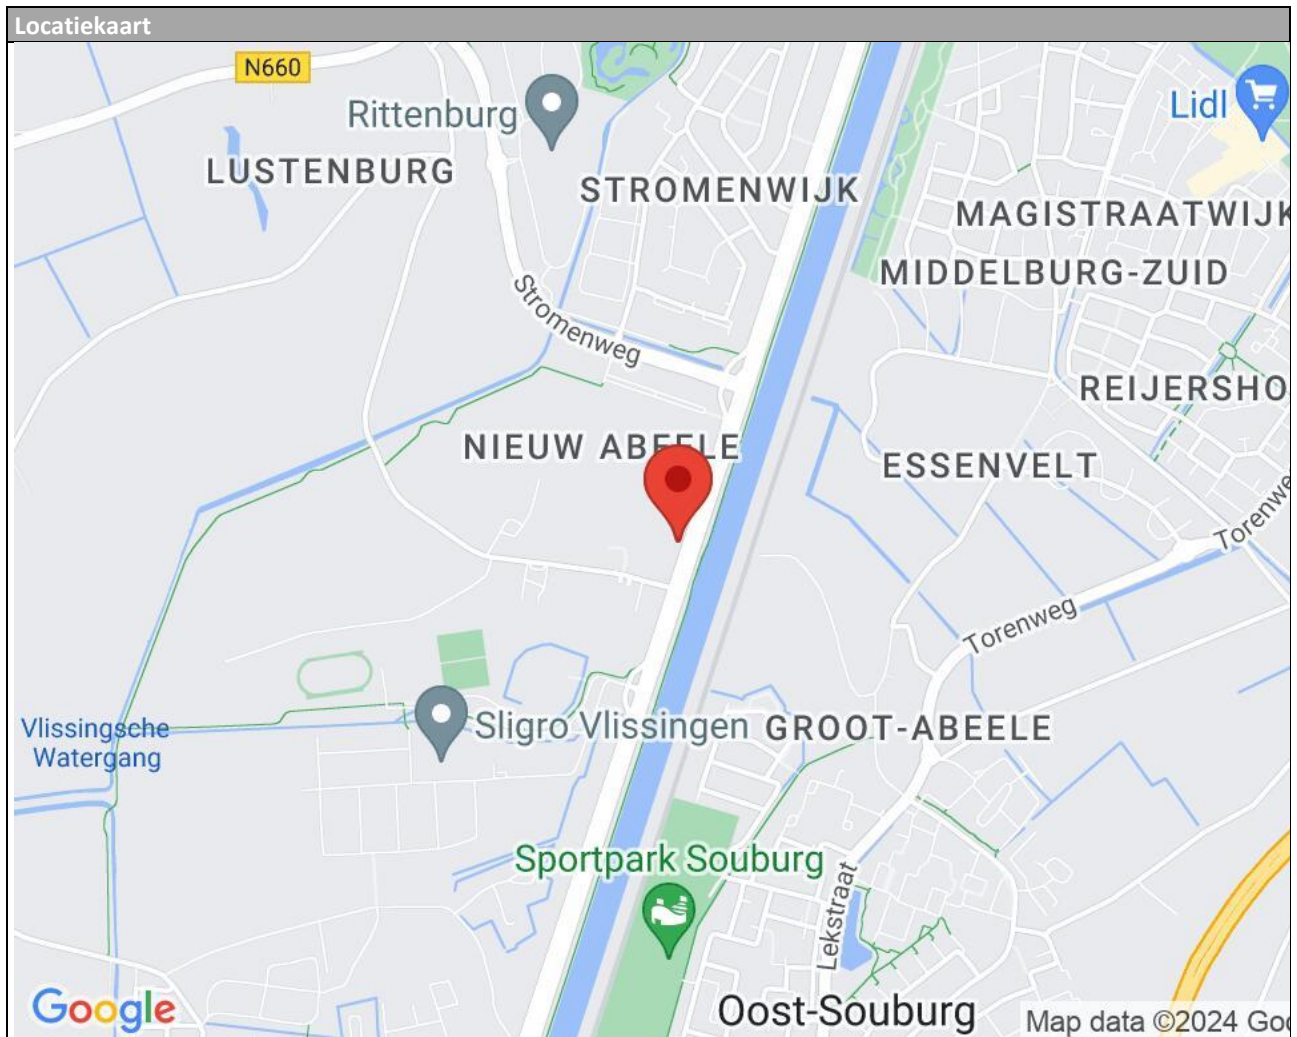 Locatiekaart
N660
Rittenburg
Lidl
LUSTENBURG
STROMENWIJK
MAGISTRAATWIJK
MIDDELBURG-ZUID
Stromenweg
REIJERSHO
NIEUW ABEELE
ESSENVELT
Torenweg
Torenweg
Vlissingsche
Watergang
Sligro Vlissingen
GROOT-ABEELE
Sportpark Souburg
Lekstraat
Google
Oost-Souburg
Map data ©2024 Goo